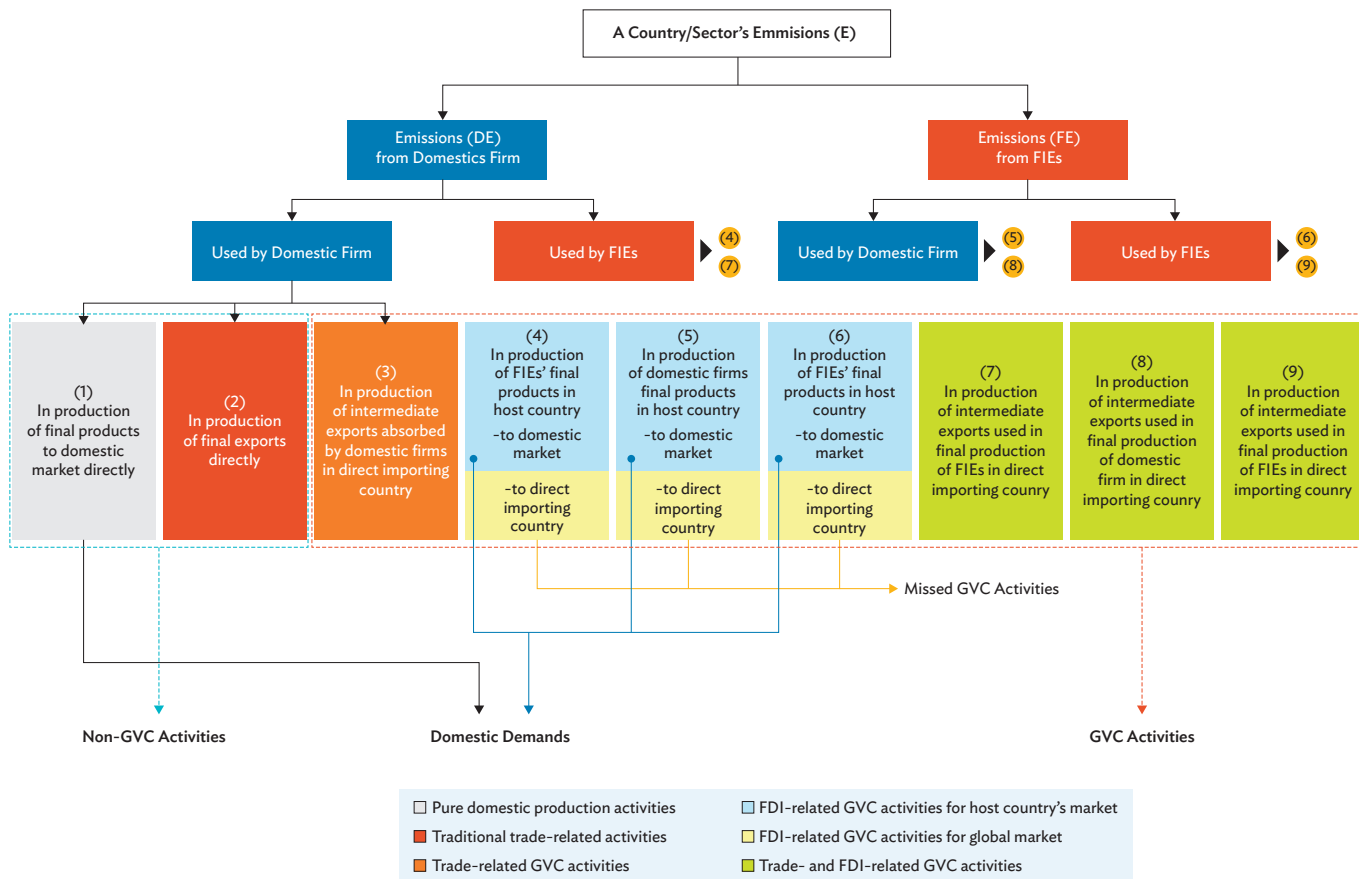 A Country/Sector's Emmisions (E)
Emissions (DE)
from Domestics Firm
Emissions (FE)
from FIEs
Used by Domestic Firm
Used by FIEs
(4)
(7)
Used by Domestic Firm
(5)
(8)
Used by FIEs
(6)
(9)
(1)
In production
of final products
to domestic
market directly
(2)
In production
of final exports
directly
(3)
In production
of intermediate
exports absorbed
by domestic firms
in direct importing
country
(4)
In production
of FIEs' final
products in
host country
-to domestic
market
-to direct
importing
country
(5)
In production
of domestic firms
final products
in host country
-to domestic
market
-to direct
importing
country
(6)
In production
of FIEs' final
products in host
country
-to domestic
market
-to direct
importing
country
(7)
In production
of intermediate
exports used in
final production
of FIEs in direct
importing counry
(8)
In production
of intermediate
exports used in
final production
of domestic
firm in direct
importing counry
(9)
In production
of intermediate
exports used in
final production
of FIEs in direct
importing counry
Missed GVC Activities
Non-GVC Activities
Domestic Demands
GVC Activities
Pure domestic production activities
Traditional trade-related activities
Trade-related GVC activities
FDI-related GVC activities for host country's market
FDI-related GVC activities for global market
Trade- and FDI-related GVC activities